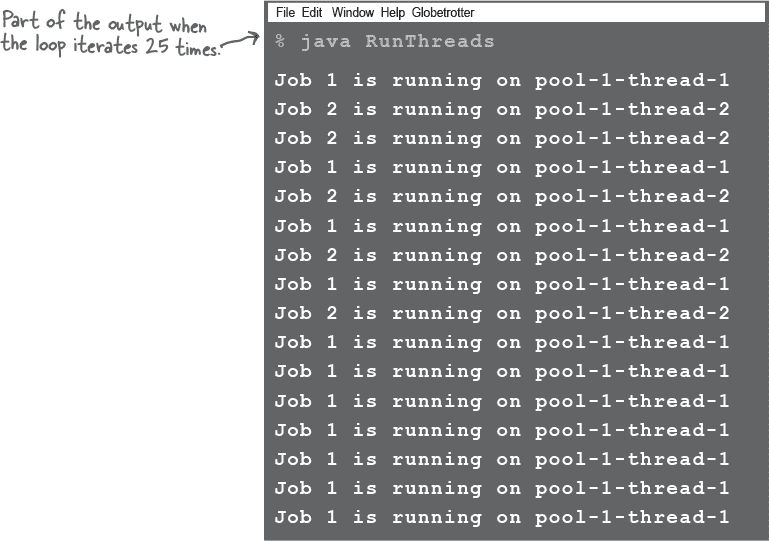 Part of the output when
the loop iterates 25 times.
File Edit Window Help Globetrotter
% java RunThreads
Job 1 is running on pool-1-thread-1
Job 2 is running on pool-1-thread-2
Job 2 is running on pool-1-thread-2
Job 1 is running on pool-1-thread-1
Job 2 is running on pool-1-thread-2
Job 1 is running on pool-1-thread-1
Job 2 is running on pool-1-thread-2
Job 1 is running on pool-1-thread-1
Job 2 is running on pool-1-thread-2
Job 1 is running on pool-1-thread-1
Job 1 is running on pool-1-thread-1
Job 1 is running on pool-1-thread-1
Job 1 is running on pool-1-thread-1
Job 1 is running on pool-1-thread-1
Job 1 is running on pool-1-thread-1
Job 1 is running on pool-1-thread-1